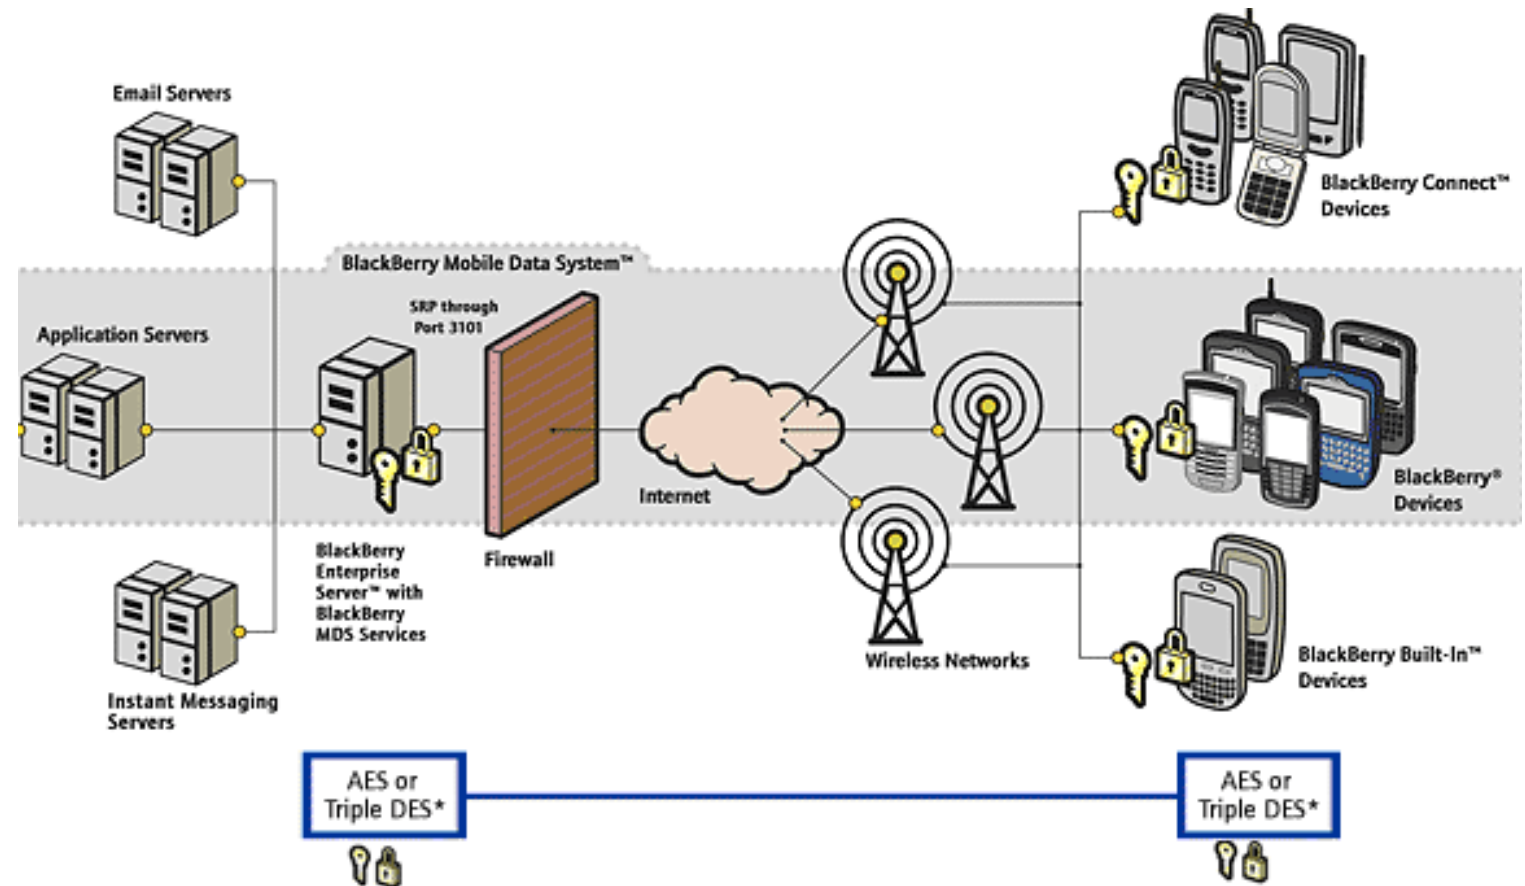 Email Servers
BlackBerry Connect™
Devices
BlackBerry Mobile Data System™
SRP through
Port 3101
Application Servers
Internet
BlackBerry®
Devices
BlackBerry
Enterprise
Server™ with
BlackBerry
MDS Services
Firewall
Wireless Networks
BlackBerry Built-In™
Devices
Instant Messaging
Servers
AES or
Triple DES*
AES or
Triple DES*